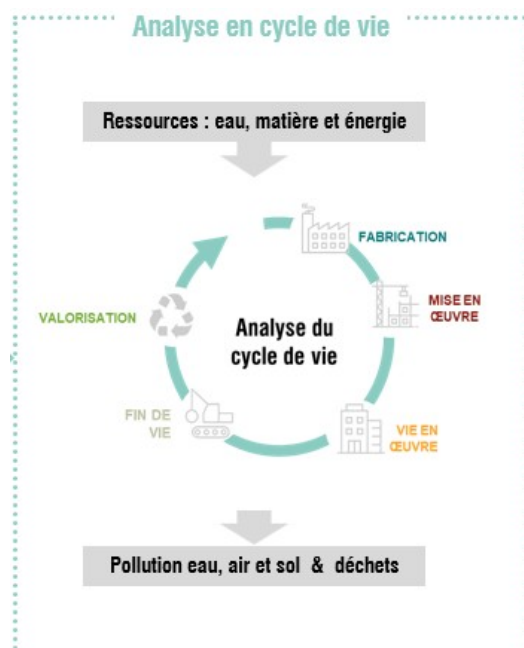 Analyse en cycle de vie
Ressources : eau, matière et énergie
FABRICATION
MISE EN
ŒUVRE
VALORISATION
Analyse du
cycle de vie
FIN DE
VIE
VIE EN
ŒUVRE
Pollution eau, air et sol & déchets